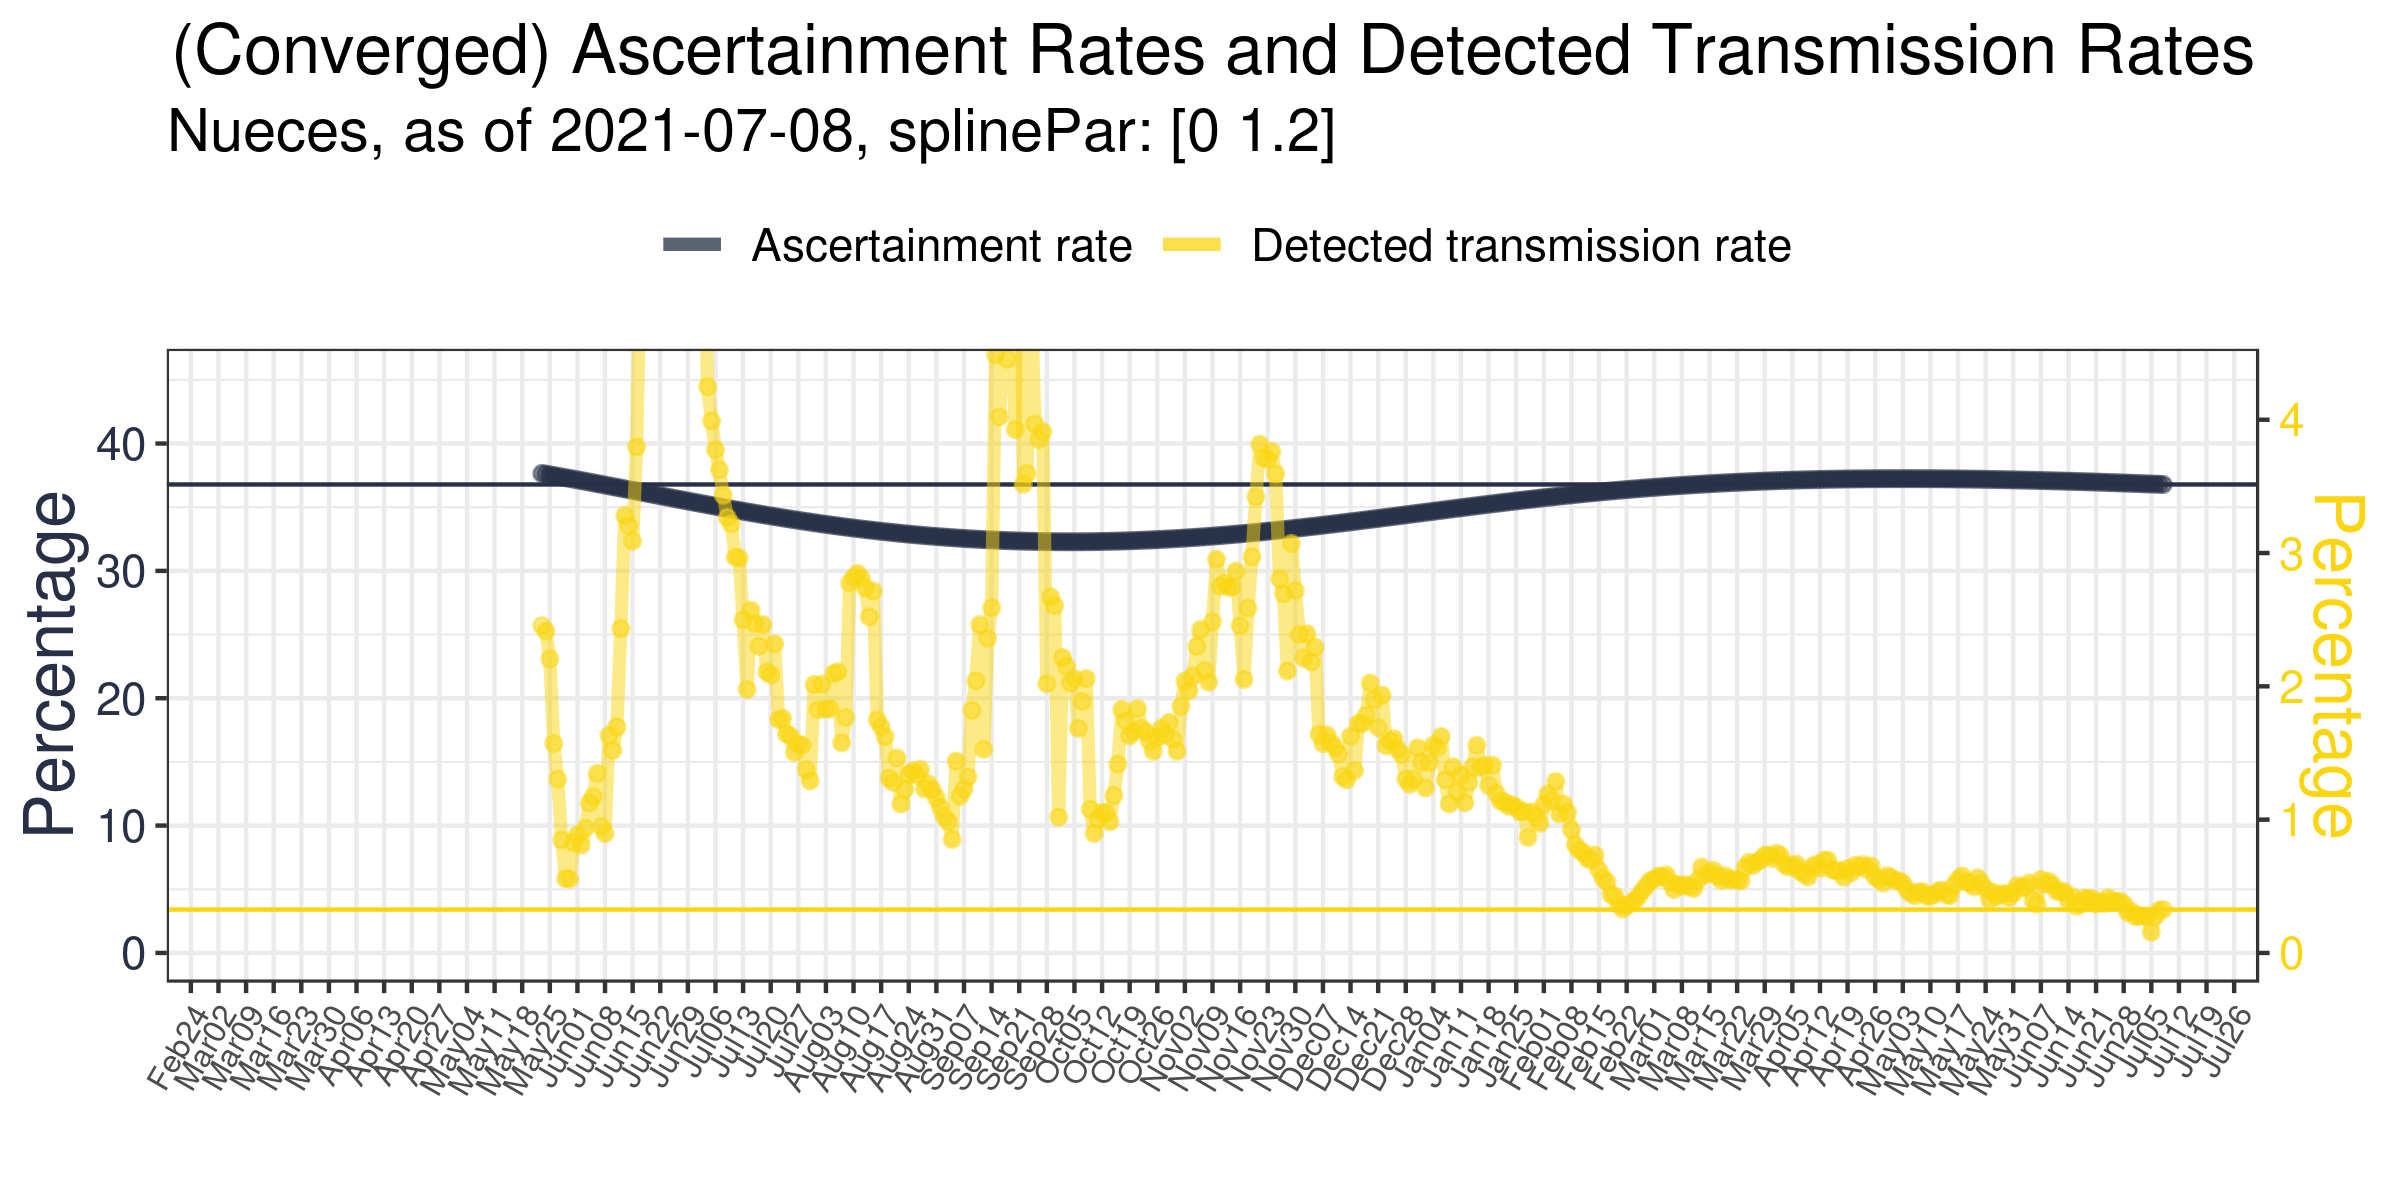 (Converged) Ascertainment Rates and Detected Transmission Rates
Nueces, as of 2021-07-08, splinePar: [0 1.2]
Ascertainment rate Detected transmission rate
Percentage
40
30
20
10
0
4
3
2
1
0
Percentage
Feb24 Mar02 Mar09 Mar16 Mar23 Mar30 Apr06 Apr13 Apr20 Apr27 May04 May11 May18 May25 Jun01 Jun08 Jun15 Jun22 Jun29 Jul06 Jul13 Jul20 Jul27 Aug03 Aug10 Aug17 Aug24 Aug31 Sep07 Sep14 Sep21 Sep28 Oct05 Oct12 Oct19 Oct26 Nov02 Nov09 Nov16 Nov23 Nov30 Dec07 Dec14 Dec21 Dec28 Jan04 Jan11 Jan18 Jan25 Feb01 Feb08 Feb15 Feb22 Mar01 Mar08 Mar15 Mar22 Mar29 Apr05 Apr12 Apr19 Apr26 May03 May10 May17 May24 May31 Jun07 Jun14 Jun21 Jun28 Jul05 Jul12 Jul19 Jul26